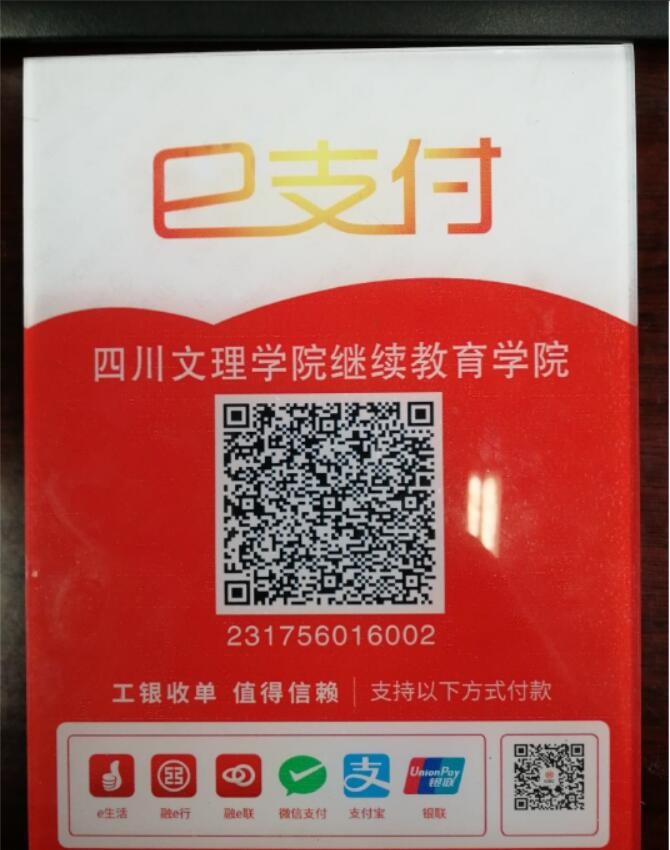 e支付
四川文理学院继续教育学院
231756016002
工银收单 值得信赖 | 支持以下方式付款
UnionPay
银联
e生活 融e行 融e联 微信支付 支付宝 银联